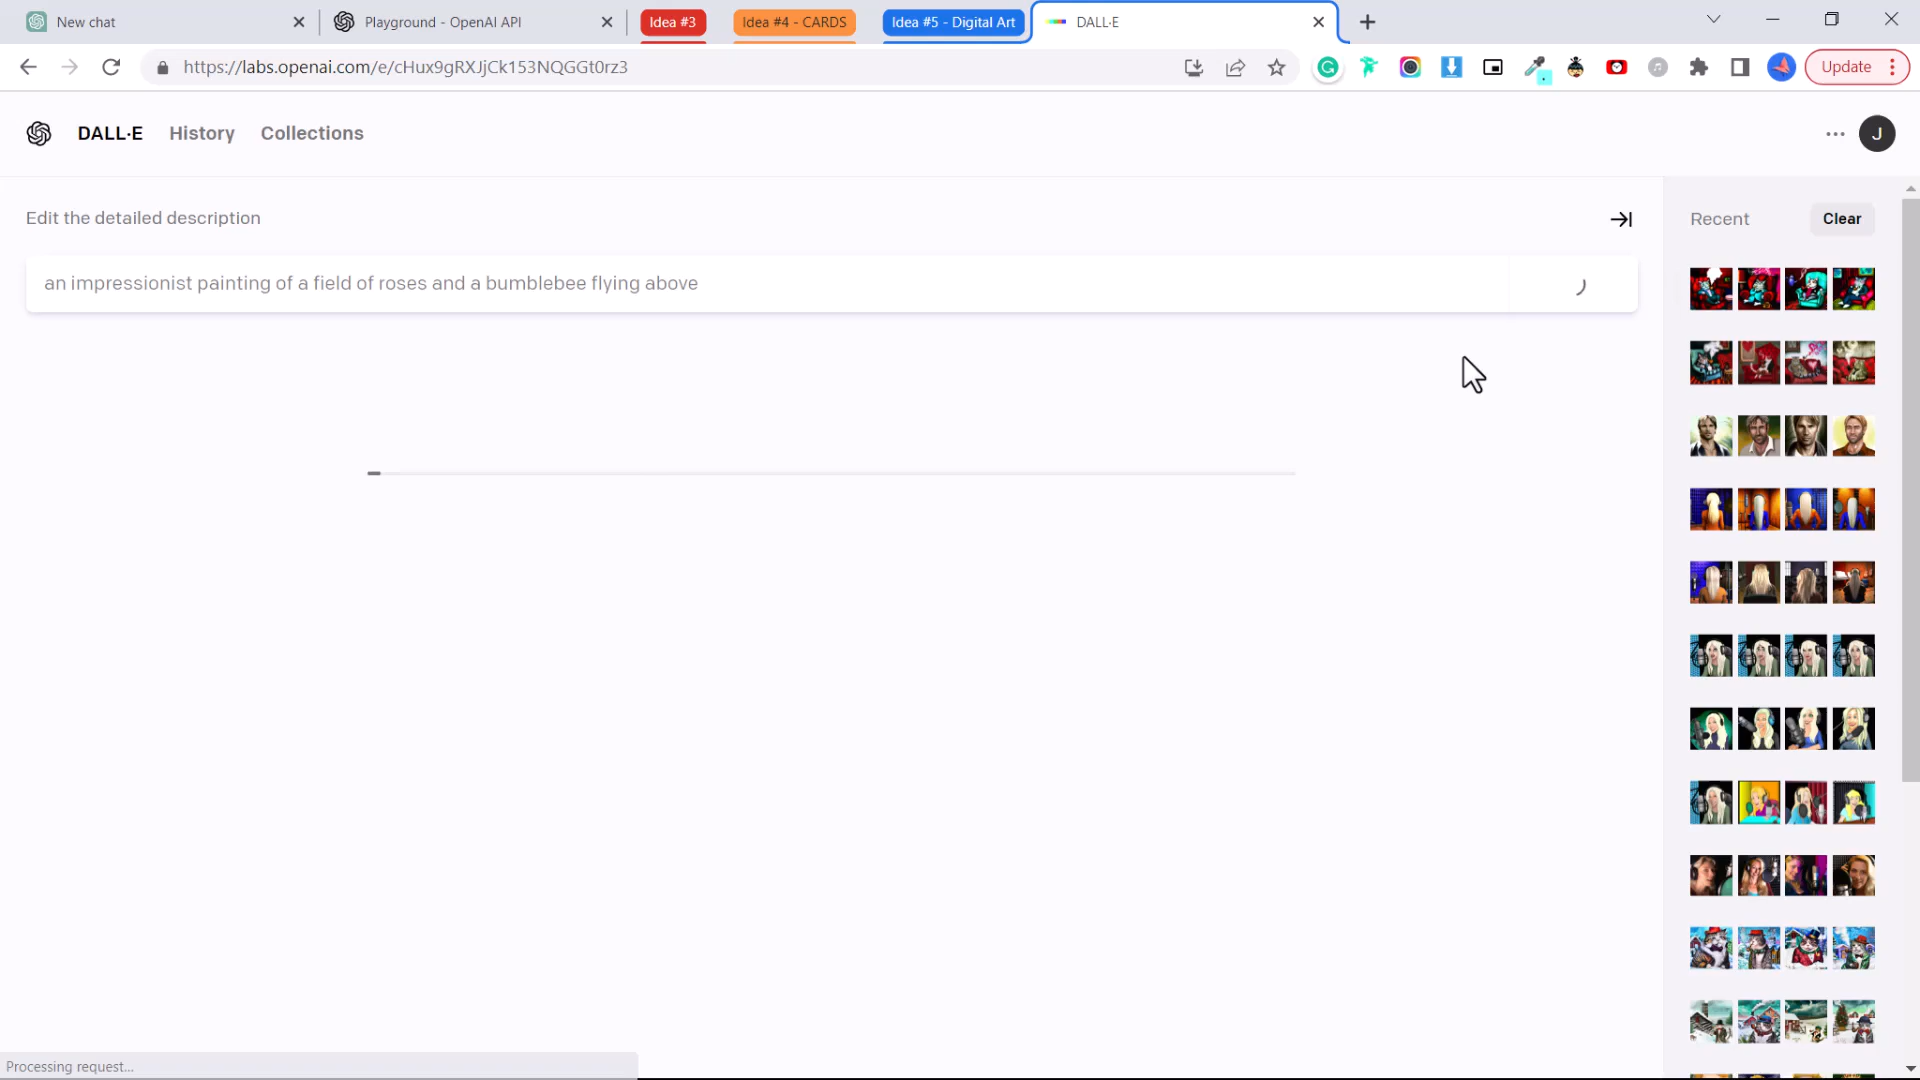 New chat
Playground - OpenAI API
Idea #3
Idea #4 - CARDS
Idea #5 - Digital Art
DALL·E
https://labs.openai.com/e/cHux9gRXJjCk153NQGGt0rz3
Update
DALL·E
History
Collections
J
Edit the detailed description
Recent
Clear
an impressionist painting of a field of roses and a bumblebee flying above
Processing request...